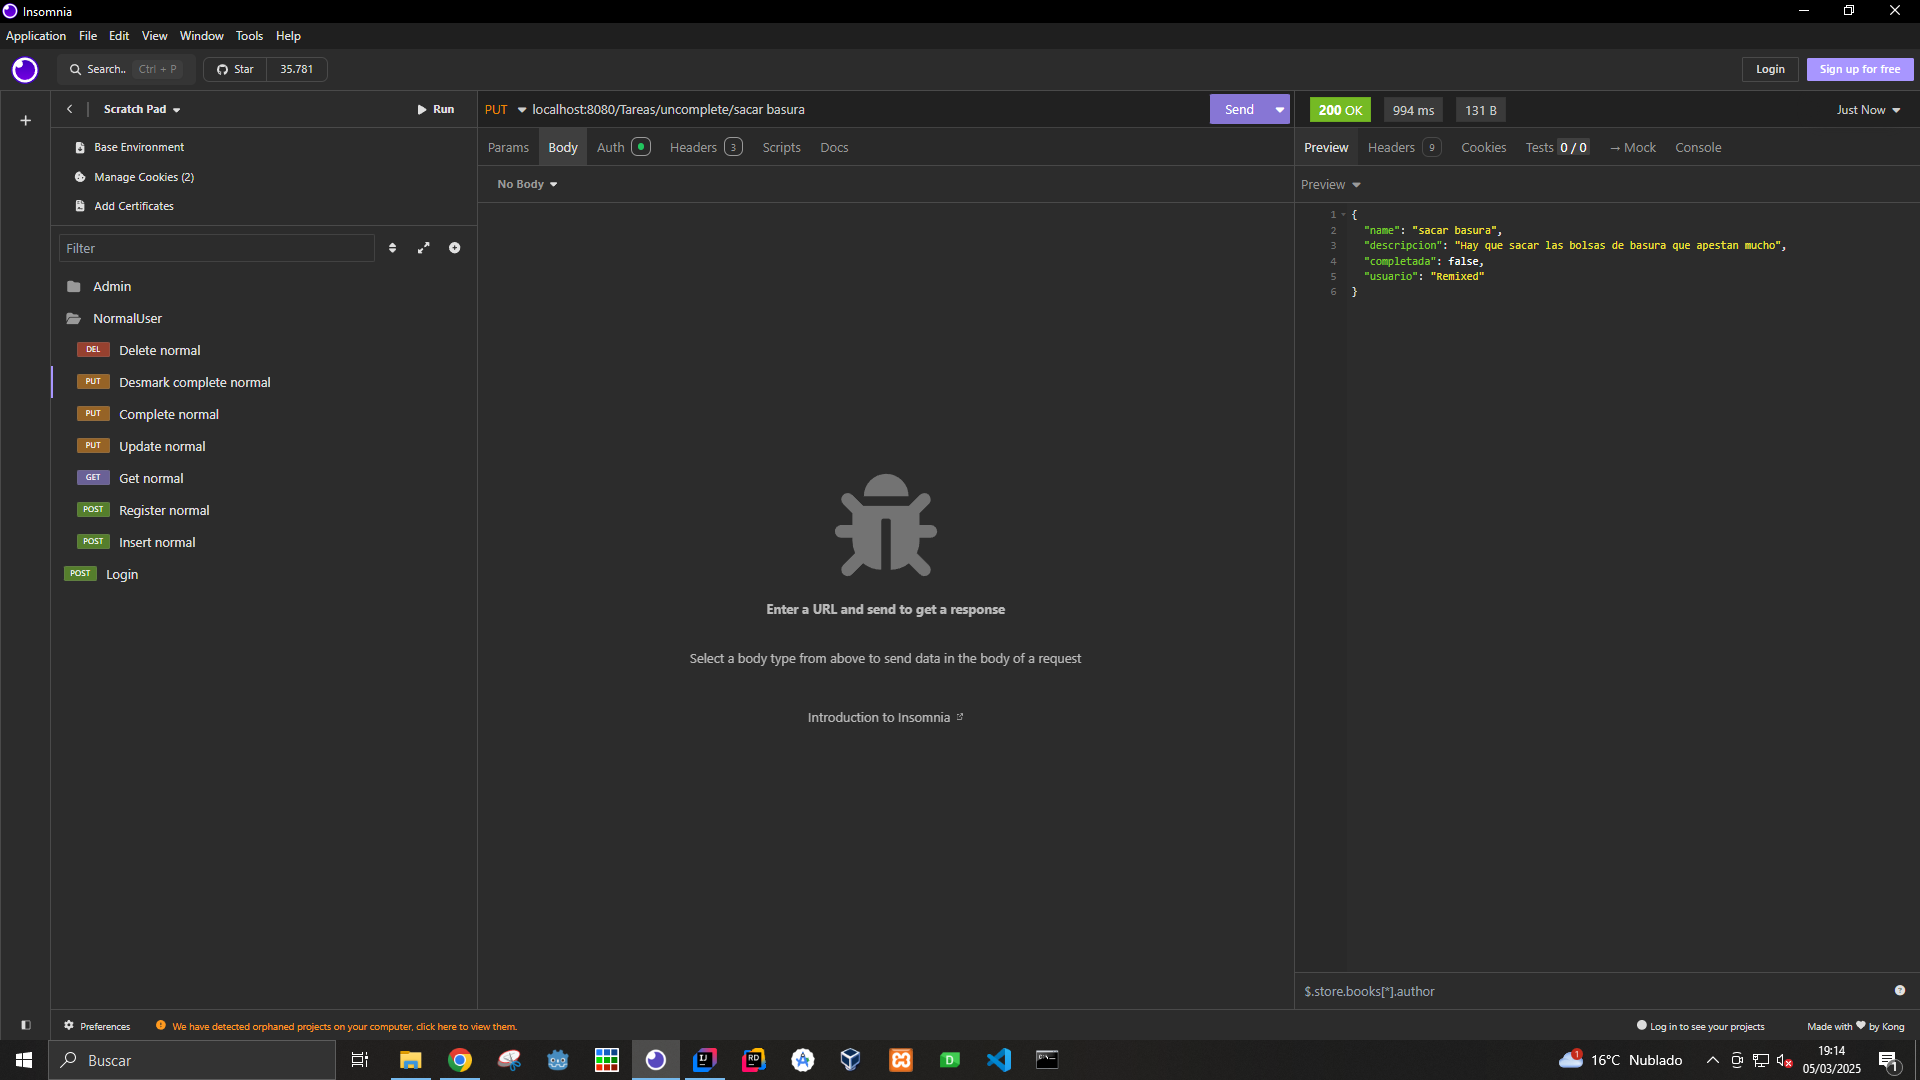 Insomnia
Application File Edit View Window Tools Help
Search.. Ctrl + P Star 35.781 Login Sign up for free
Scratch Pad Run
Base Environment
Manage Cookies (2)
Add Certificates
Filter
Admin
NormalUser
DEL Delete normal
PUT Desmark complete normal
PUT Complete normal
PUT Update normal
GET Get normal
POST Register normal
POST Insert normal
POST Login
PUT localhost:8080/Tareas/uncomplete/sacar basura Send
Params Body Auth Headers 3 Scripts Docs
No Body
Enter a URL and send to get a response
Select a body type from above to send data in the body of a request
Introduction to Insomnia
200 OK 994 ms 131 B Just Now
Preview Headers 9 Cookies Tests 0 / 0 → Mock Console
Preview
1 {
2 "name": "sacar basura",
3 "descripcion": "Hay que sacar las bolsas de basura que apestan mucho",
4 "completada": false,
5 "usuario": "Remixed"
6 }
$.store.books[*].author
Preferences We have detected orphaned projects on your computer, click here to view them. Log in to see your projects Made with ♥ by Kong
Buscar
IJ
RD
D
1
16°C Nublado
19:14
05/03/2025
1